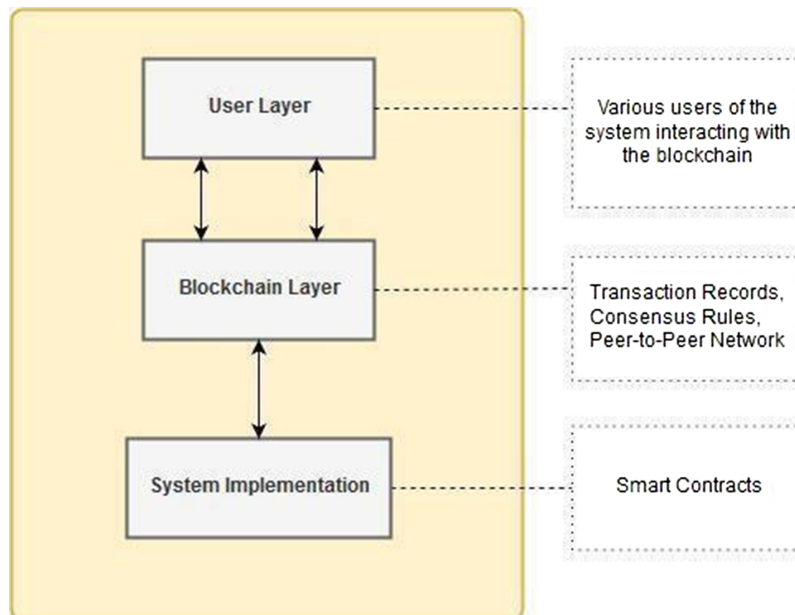 User Layer
Various users of the
system interacting with
the blockchain
Blockchain Layer
Transaction Records,
Consensus Rules,
Peer-to-Peer Network
System Implementation
Smart Contracts